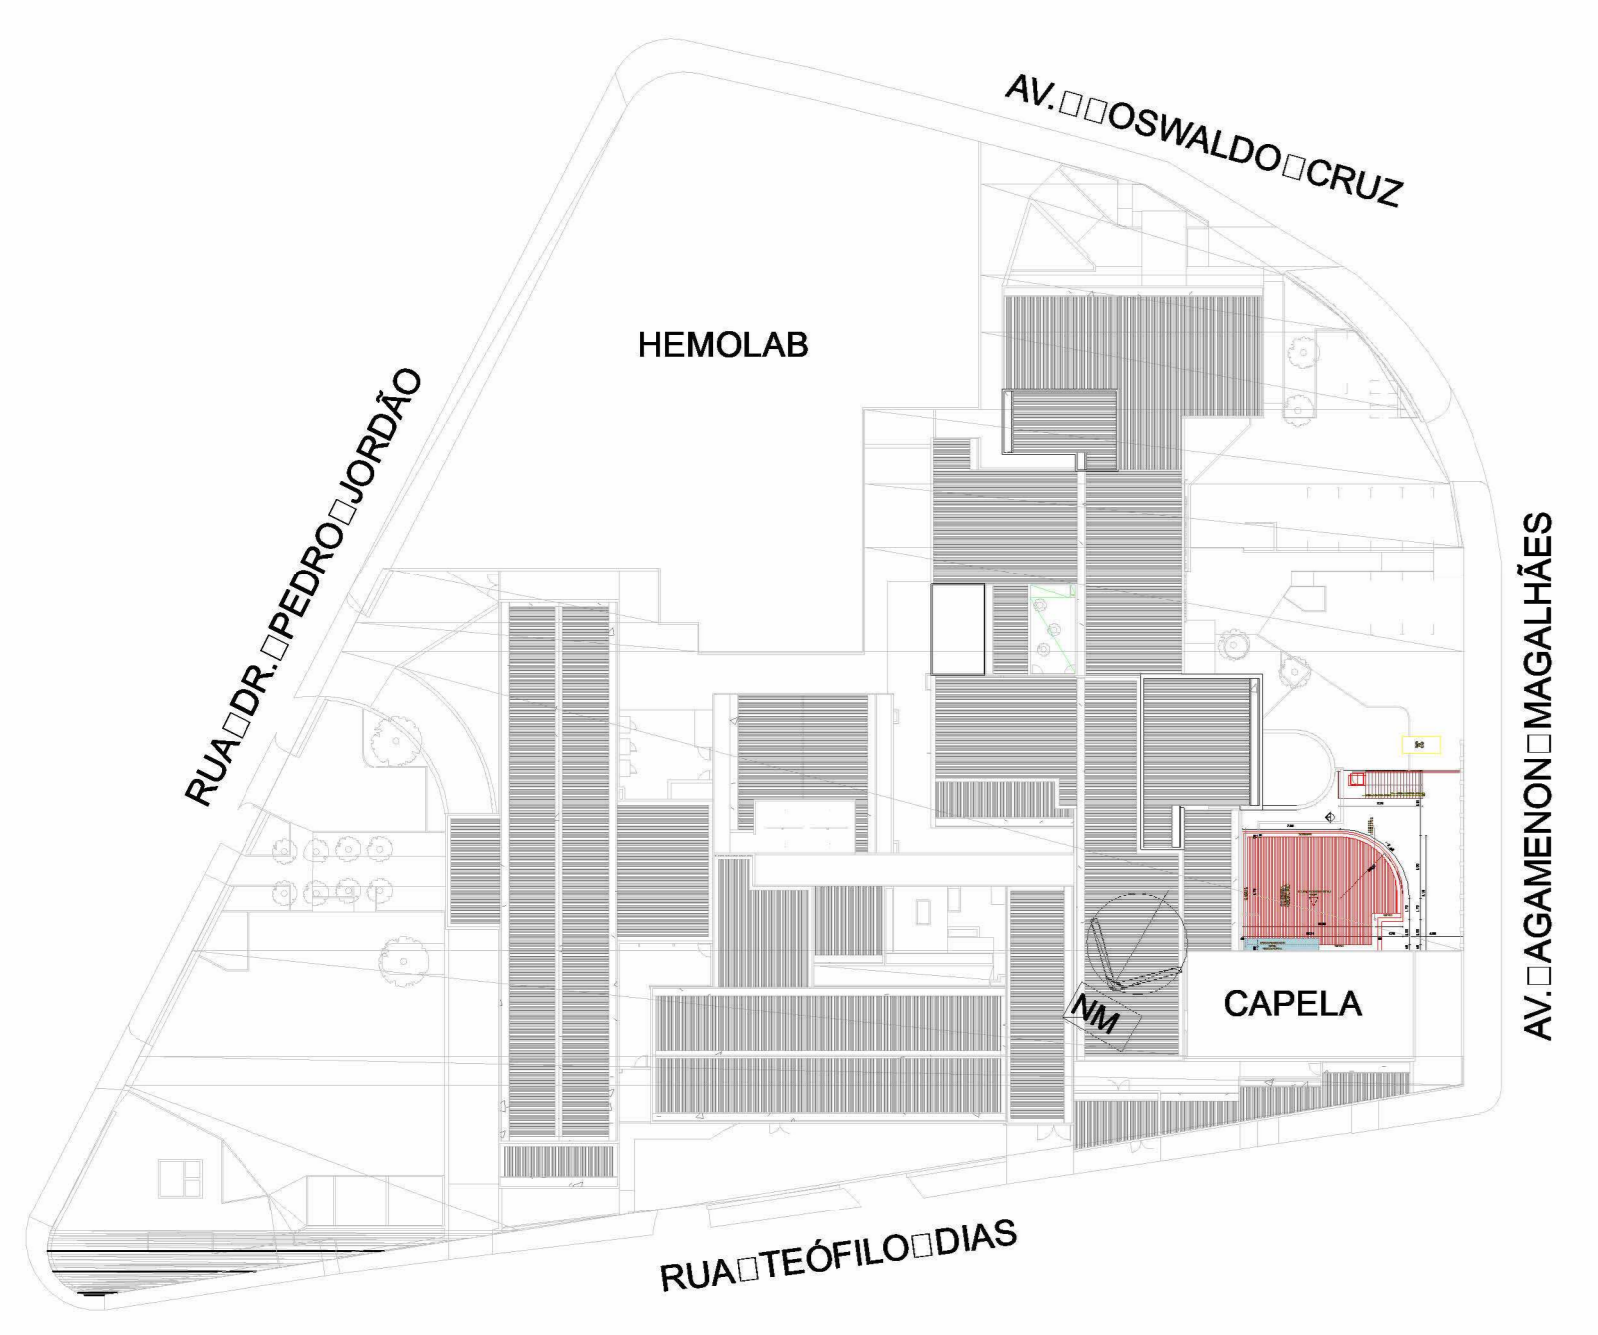 AV.□□OSWALDO□CRUZ
HEMOLAB
RUA□DR.□PEDRO□JORDÃO
AV.□AGAMENON□MAGALHÃES
CAPELA
NM
RUA□TEÓFILO□DIAS